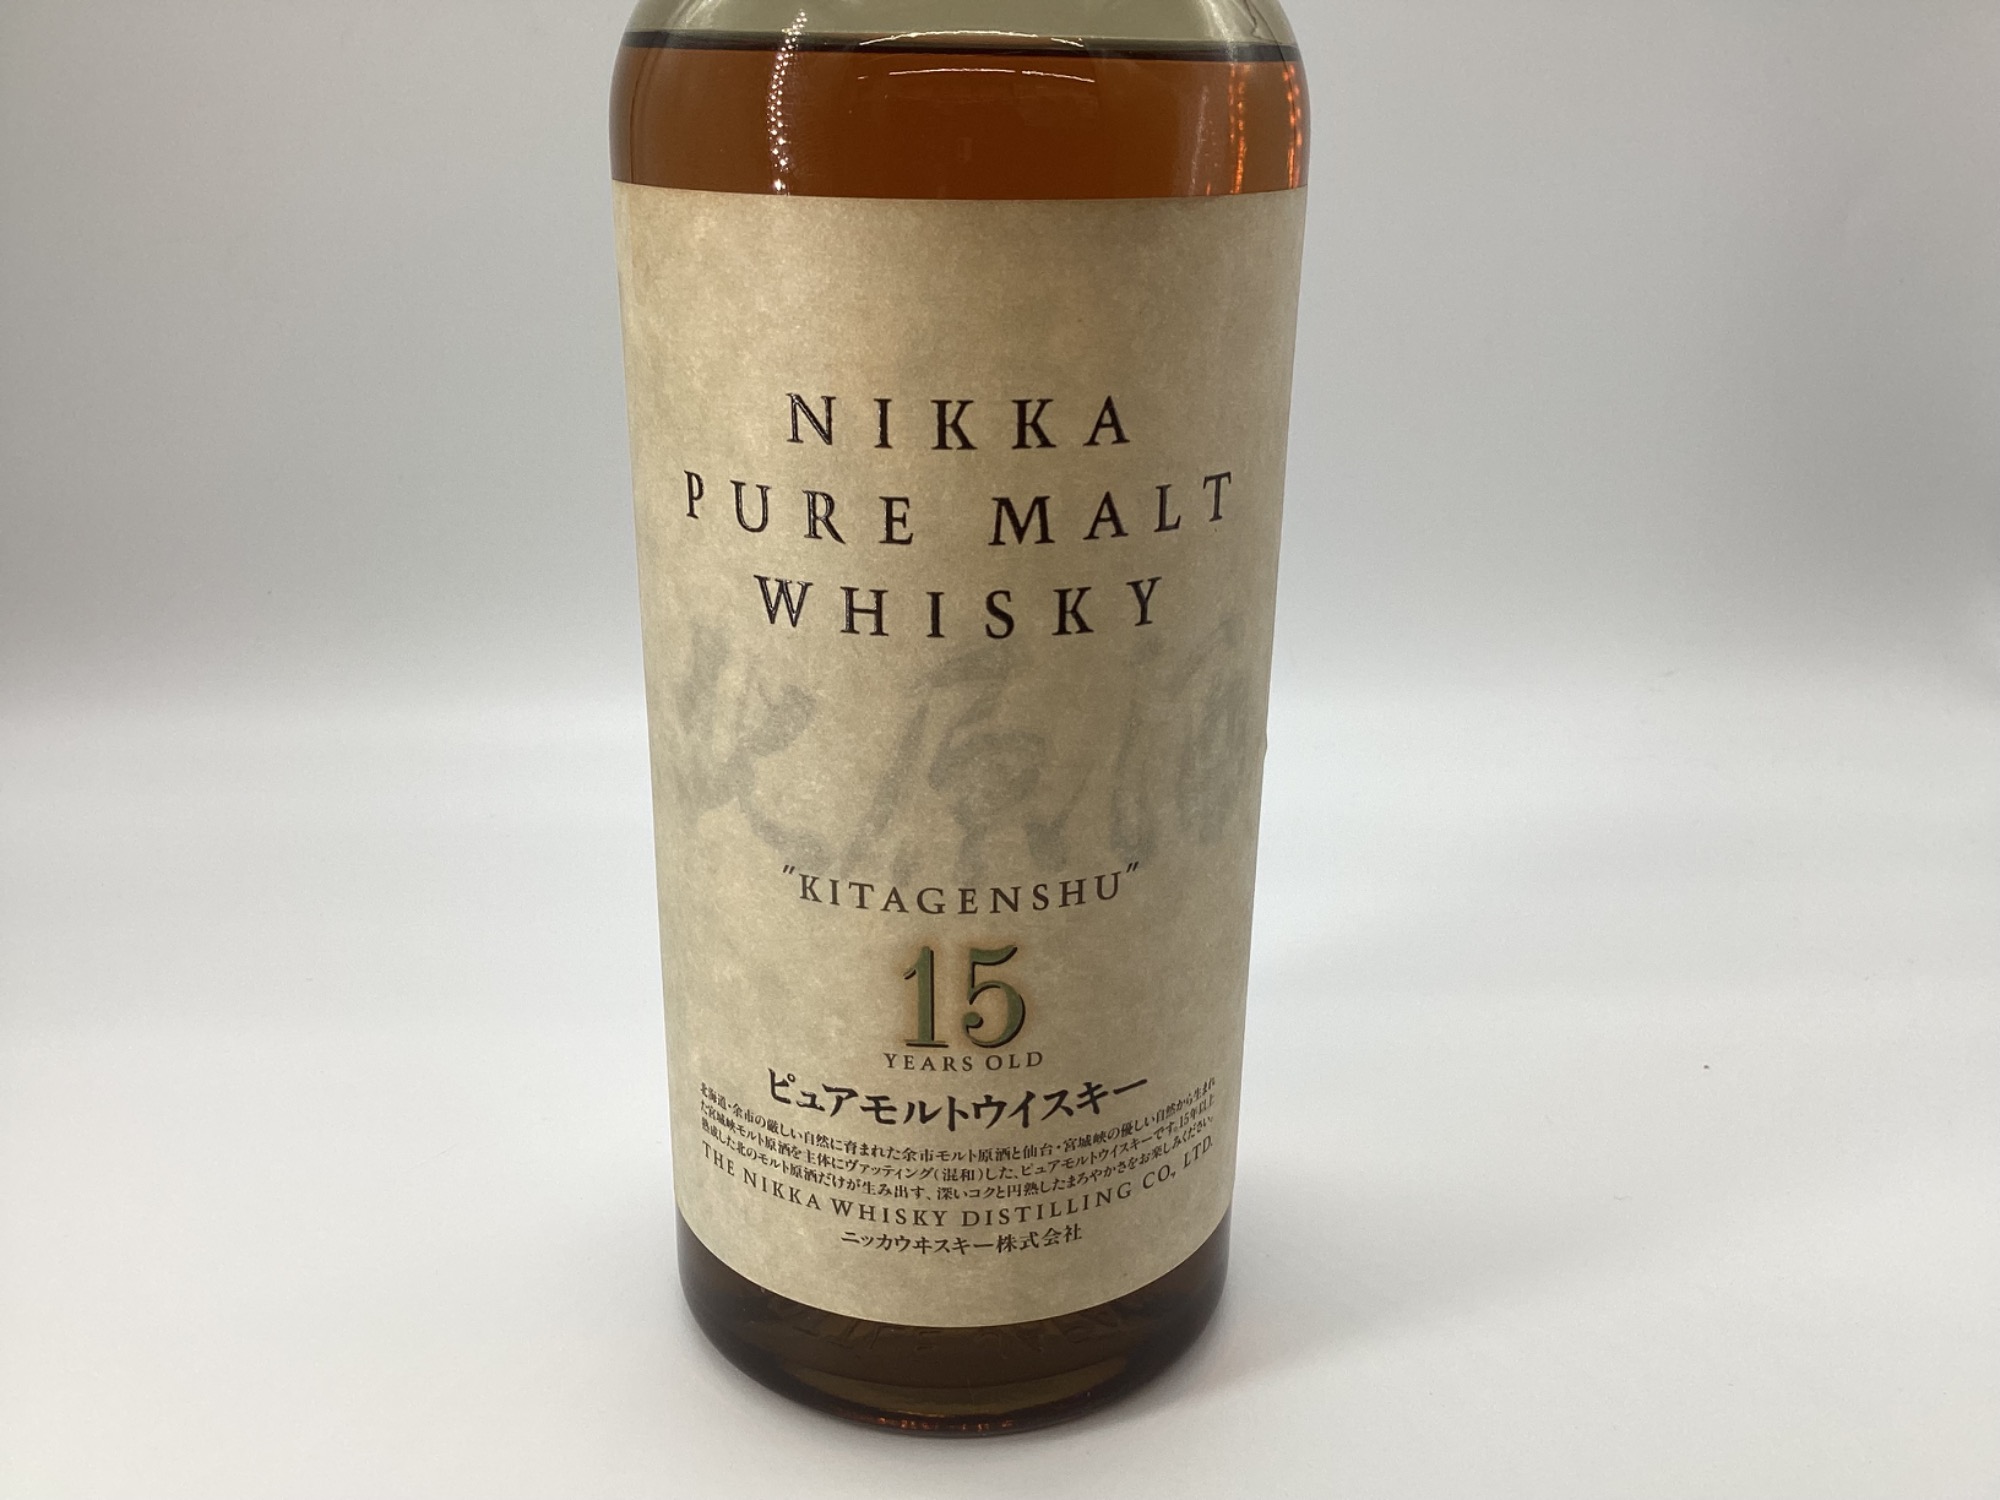 NIKKA
PURE MALT
WHISKY
北原酒
"KITAGENSHU"
15
YEARS OLD
ピュアモルトウイスキー
北海道・余市の厳しい自然に育まれた余市モルト原酒と仙台・宮城峡の優しい自然から生まれ
た宮城峡モルト原酒を主体にヴァッティング(混和)した、ピュアモルトウイスキーです。15年以上
熟成した北のモルト原酒だけが生み出す、深いコクと円熟したまろやかさをお楽しみください。
THE NIKKA WHISKY DISTILLING CO., LTD.
ニッカウヰスキー株式会社